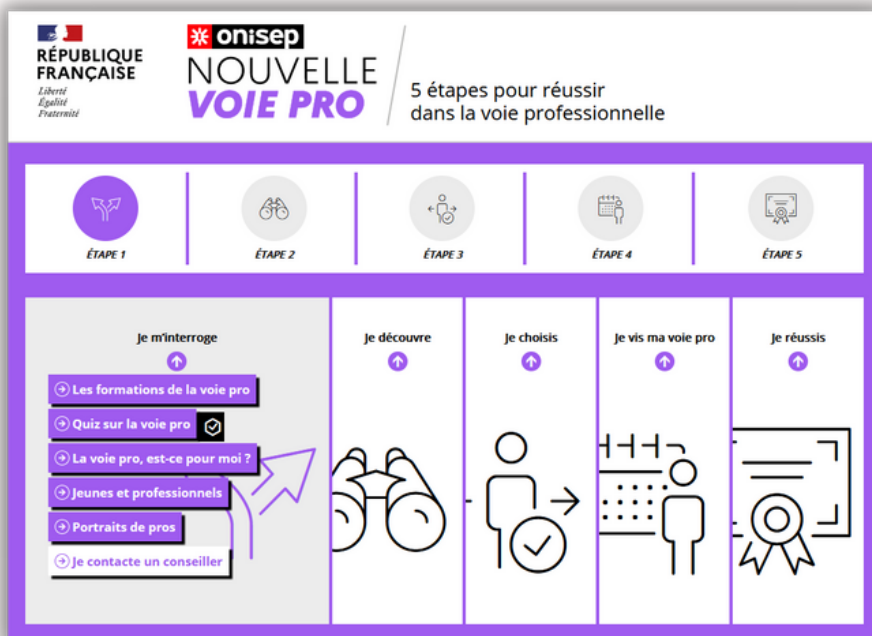 RÉPUBLIQUE
FRANÇAISE
Liberté
Égalité
Fraternité
onisep
NOUVELLE
VOIE PRO
5 étapes pour réussir
dans la voie professionnelle
ÉTAPE 1
ÉTAPE 2
ÉTAPE 3
ÉTAPE 4
ÉTAPE 5
Je m'interroge
Les formations de la voie pro
Quiz sur la voie pro
La voie pro, est-ce pour moi ?
Jeunes et professionnels
Portraits de pros
Je contacte un conseiller
Je découvre
Je choisis
Je vis ma voie pro
Je réussis